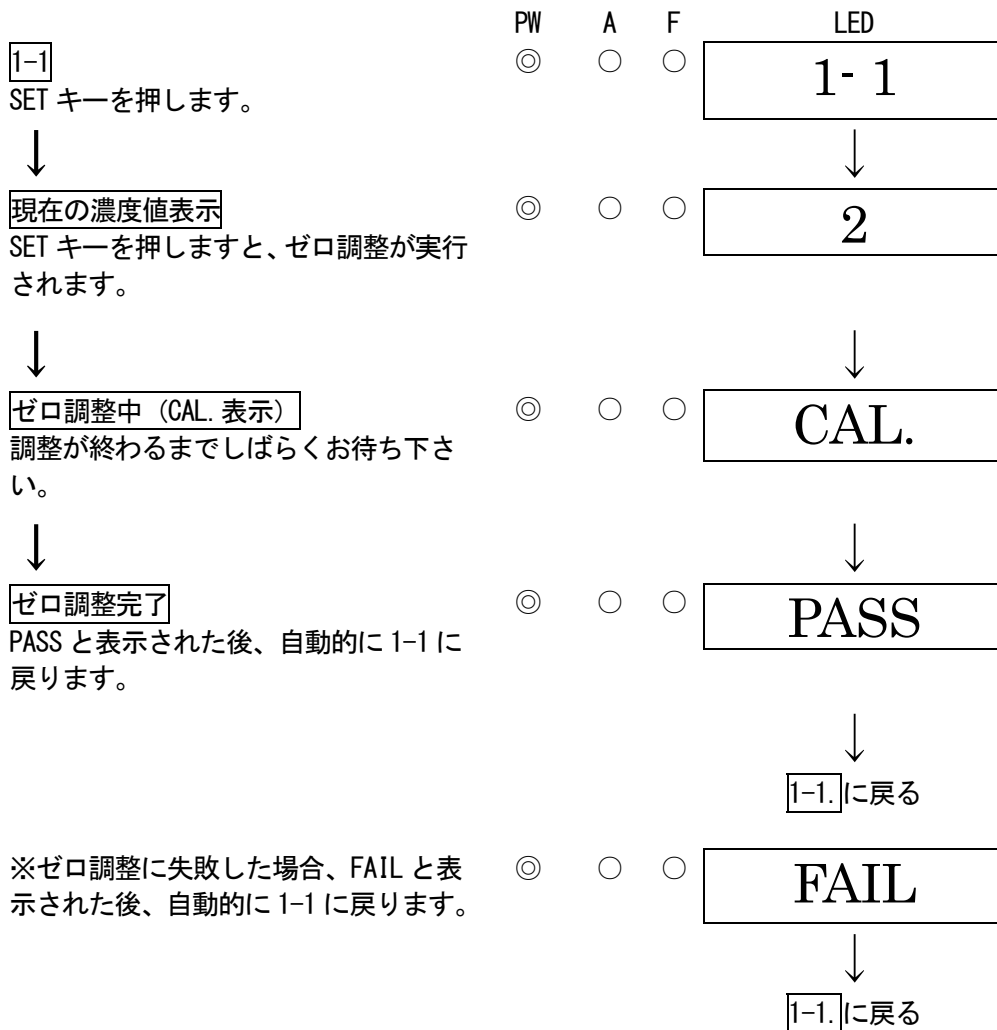 PW A F LED
1-1 ◎ ○ ○ 1- 1
SET キーを押します。
↓ ↓
現在の濃度値表示 ◎ ○ ○ 2
SET キーを押しますと、ゼロ調整が実行
されます。
↓ ↓
ゼロ調整中（CAL.表示） ◎ ○ ○ CAL.
調整が終わるまでしばらくお待ち下さ
い。
↓ ↓
ゼロ調整完了 ◎ ○ ○ PASS
PASS と表示された後、自動的に 1-1 に
戻ります。
↓
1-1.に戻る
※ゼロ調整に失敗した場合、FAIL と表 ◎ ○ ○ FAIL
示された後、自動的に 1-1 に戻ります。
↓
1-1.に戻る